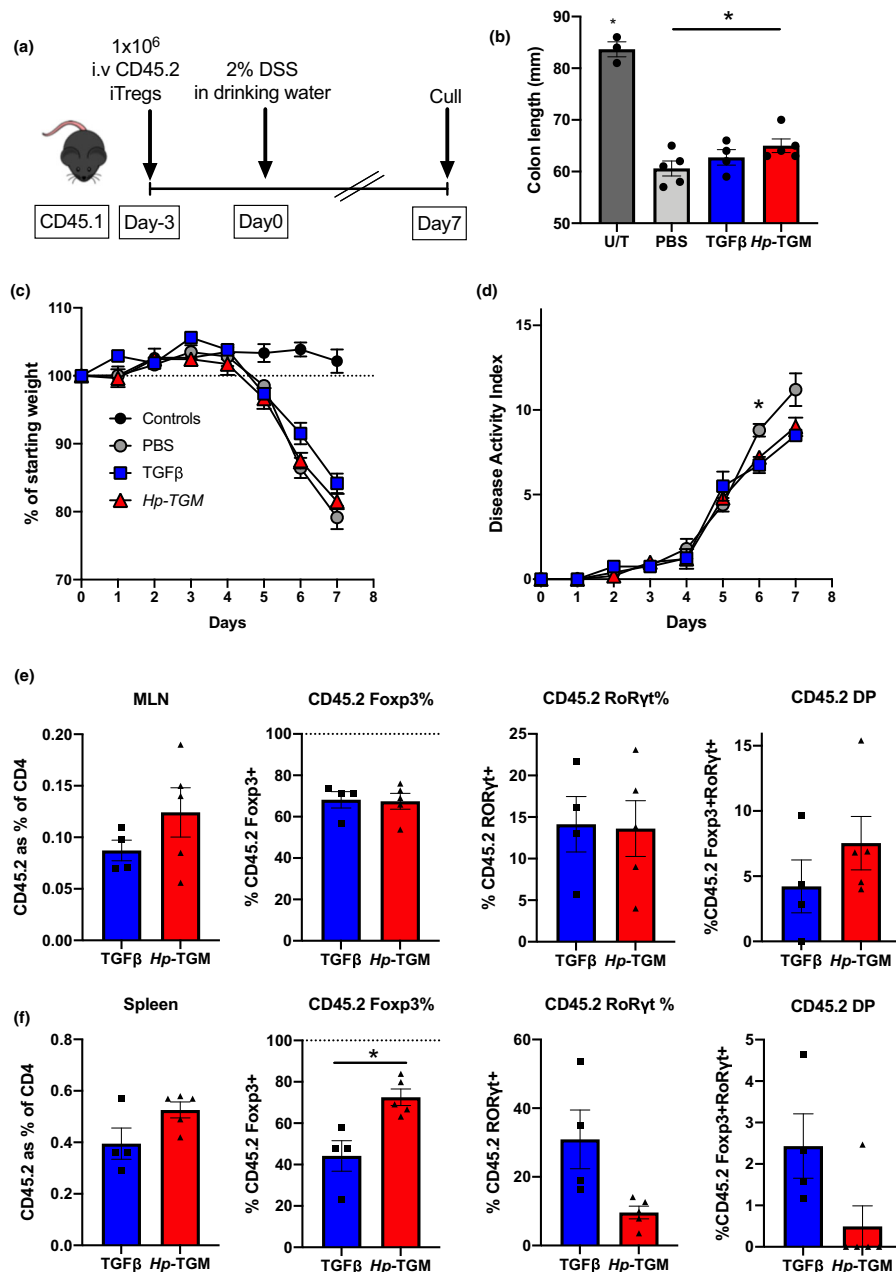 (a)
1x10⁶
i.v CD45.2
iTregs
2% DSS
in drinking water
Cull
CD45.1
Day-3
Day0
Day7
(b)
Colon length (mm)
90
80
70
60
50
*
*
U/T
PBS
TGFβ
Hp-TGM
(c)
% of starting weight
110
100
90
80
70
Controls
PBS
TGFβ
Hp-TGM
0 1 2 3 4 5 6 7 8
Days
(d)
Disease Activity Index
15
10
5
0
*
0 1 2 3 4 5 6 7 8
Days
(e)
MLN
CD45.2 as % of CD4
0.20
0.15
0.10
0.05
0.00
TGFβ Hp-TGM
CD45.2 Foxp3%
% CD45.2 Foxp3+
100
80
60
40
20
0
TGFβ Hp-TGM
CD45.2 RoRγt%
% CD45.2 RORγt+
25
20
15
10
5
0
TGFβ Hp-TGM
CD45.2 DP
%CD45.2 Foxp3+RoRγt+
15
10
5
0
TGFβ Hp-TGM
(f)
Spleen
CD45.2 as % of CD4
0.8
0.6
0.4
0.2
0.0
TGFβ Hp-TGM
CD45.2 Foxp3%
% CD45.2 Foxp3+
100
80
60
40
20
0
*
TGFβ Hp-TGM
CD45.2 RoRγt %
% CD45.2 RORγt+
60
40
20
0
TGFβ Hp-TGM
CD45.2 DP
%CD45.2 Foxp3+RoRγt+
5
4
3
2
1
0
TGFβ Hp-TGM